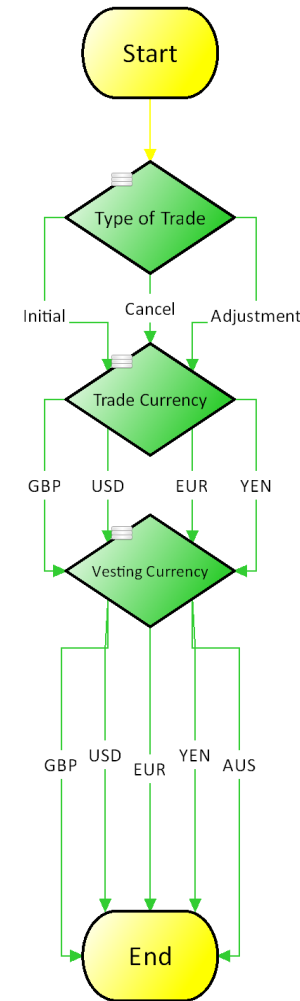 Start
Type of Trade
Initial
Cancel
Adjustment
Trade Currency
GBP
USD
EUR
YEN
Vesting Currency
GBP
USD
EUR
YEN
AUS
End